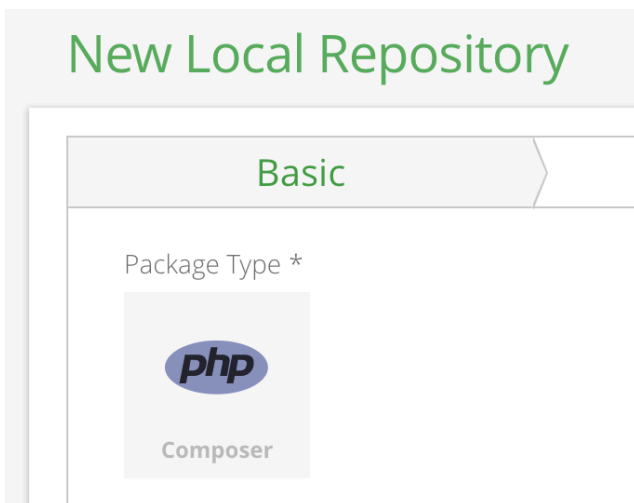 New Local Repository
Basic
Package Type *
php
Composer